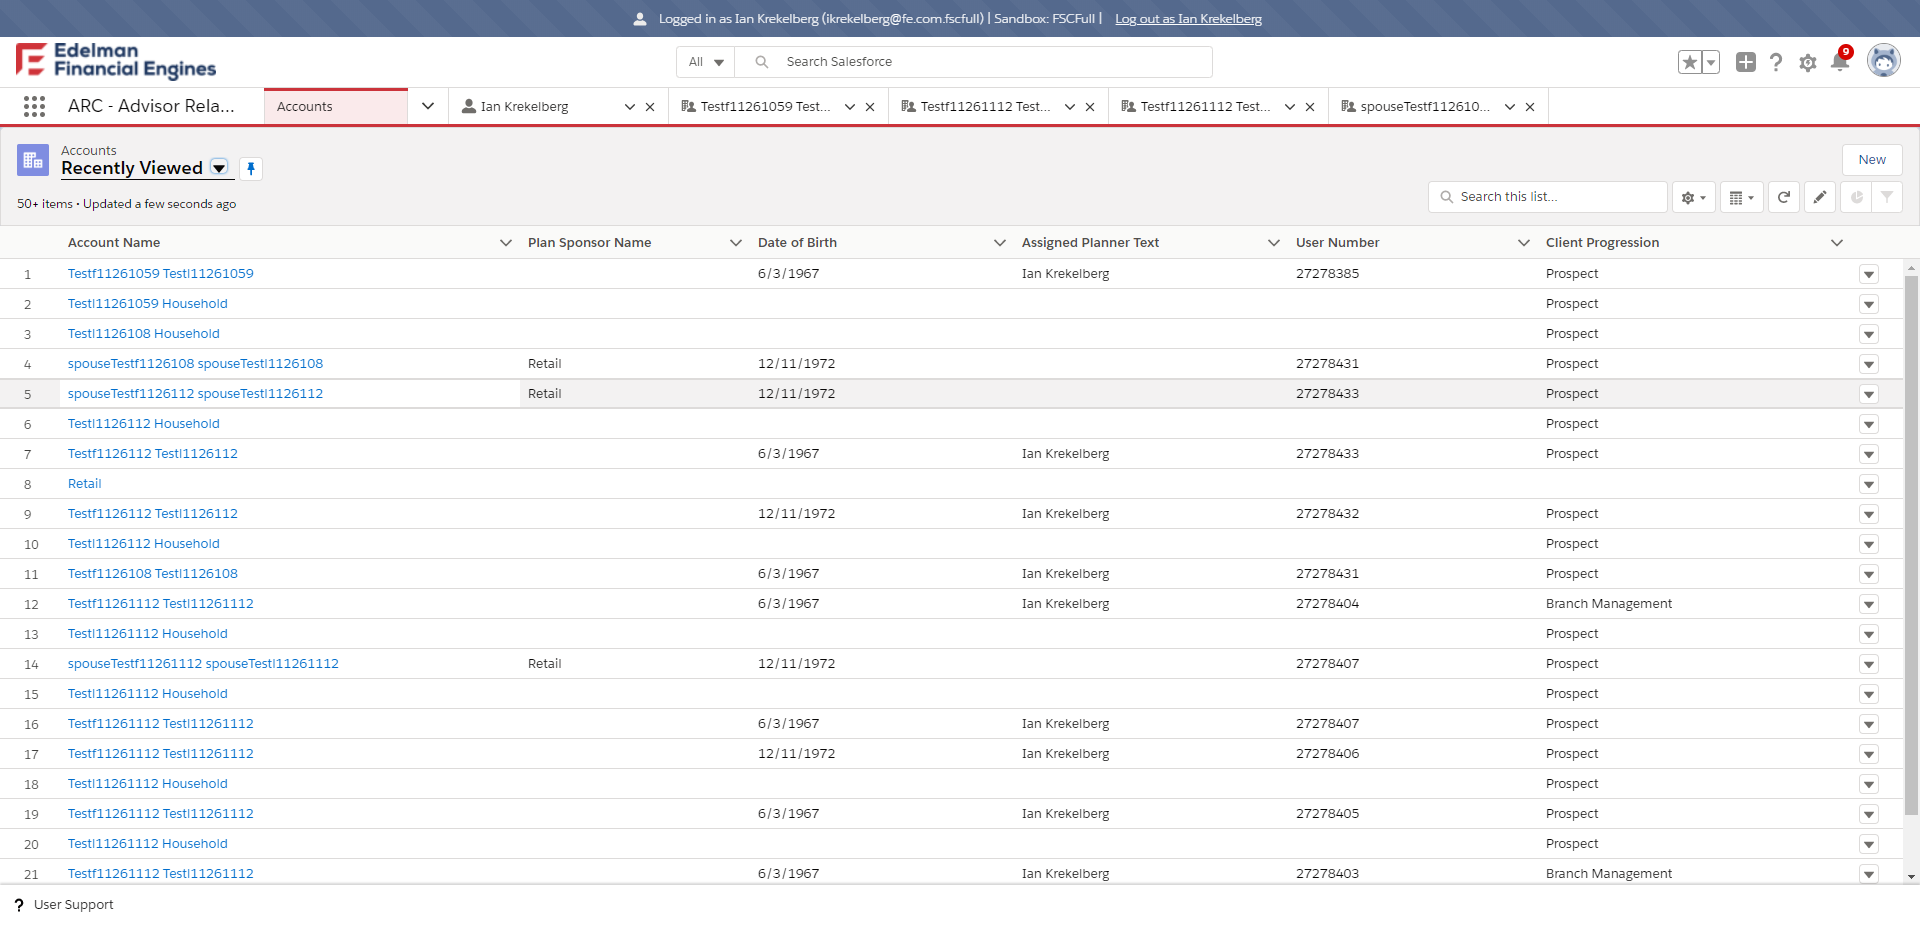 Logged in as Ian Krekelberg (ikrekelberg@fe.com.fscfull) | Sandbox: FSCFull | Log out as Ian Krekelberg
Edelman
Financial Engines
All Search Salesforce 9
ARC - Advisor Rela... Accounts Ian Krekelberg Testf11261059 Test... Testf11261112 Test... Testf11261112 Test... spouseTestf112610...
Accounts
Recently Viewed
New
50+ items • Updated a few seconds ago
Search this list...
Account Name Plan Sponsor Name Date of Birth Assigned Planner Text User Number Client Progression
1 Testf11261059 Testl11261059 6/3/1967 Ian Krekelberg 27278385 Prospect
2 Testl11261059 Household Prospect
3 Testl1126108 Household Prospect
4 spouseTestf1126108 spouseTestl1126108 Retail 12/11/1972 27278431 Prospect
5 spouseTestf1126112 spouseTestl1126112 Retail 12/11/1972 27278433 Prospect
6 Testl1126112 Household Prospect
7 Testf1126112 Testl1126112 6/3/1967 Ian Krekelberg 27278433 Prospect
8 Retail
9 Testf1126112 Testl1126112 12/11/1972 Ian Krekelberg 27278432 Prospect
10 Testl1126112 Household Prospect
11 Testf1126108 Testl1126108 6/3/1967 Ian Krekelberg 27278431 Prospect
12 Testf11261112 Testl11261112 6/3/1967 Ian Krekelberg 27278404 Branch Management
13 Testl11261112 Household Prospect
14 spouseTestf11261112 spouseTestl11261112 Retail 12/11/1972 27278407 Prospect
15 Testl11261112 Household Prospect
16 Testf11261112 Testl11261112 6/3/1967 Ian Krekelberg 27278407 Prospect
17 Testf11261112 Testl11261112 12/11/1972 Ian Krekelberg 27278406 Prospect
18 Testl11261112 Household Prospect
19 Testf11261112 Testl11261112 6/3/1967 Ian Krekelberg 27278405 Prospect
20 Testl11261112 Household Prospect
21 Testf11261112 Testl11261112 6/3/1967 Ian Krekelberg 27278403 Branch Management
? User Support